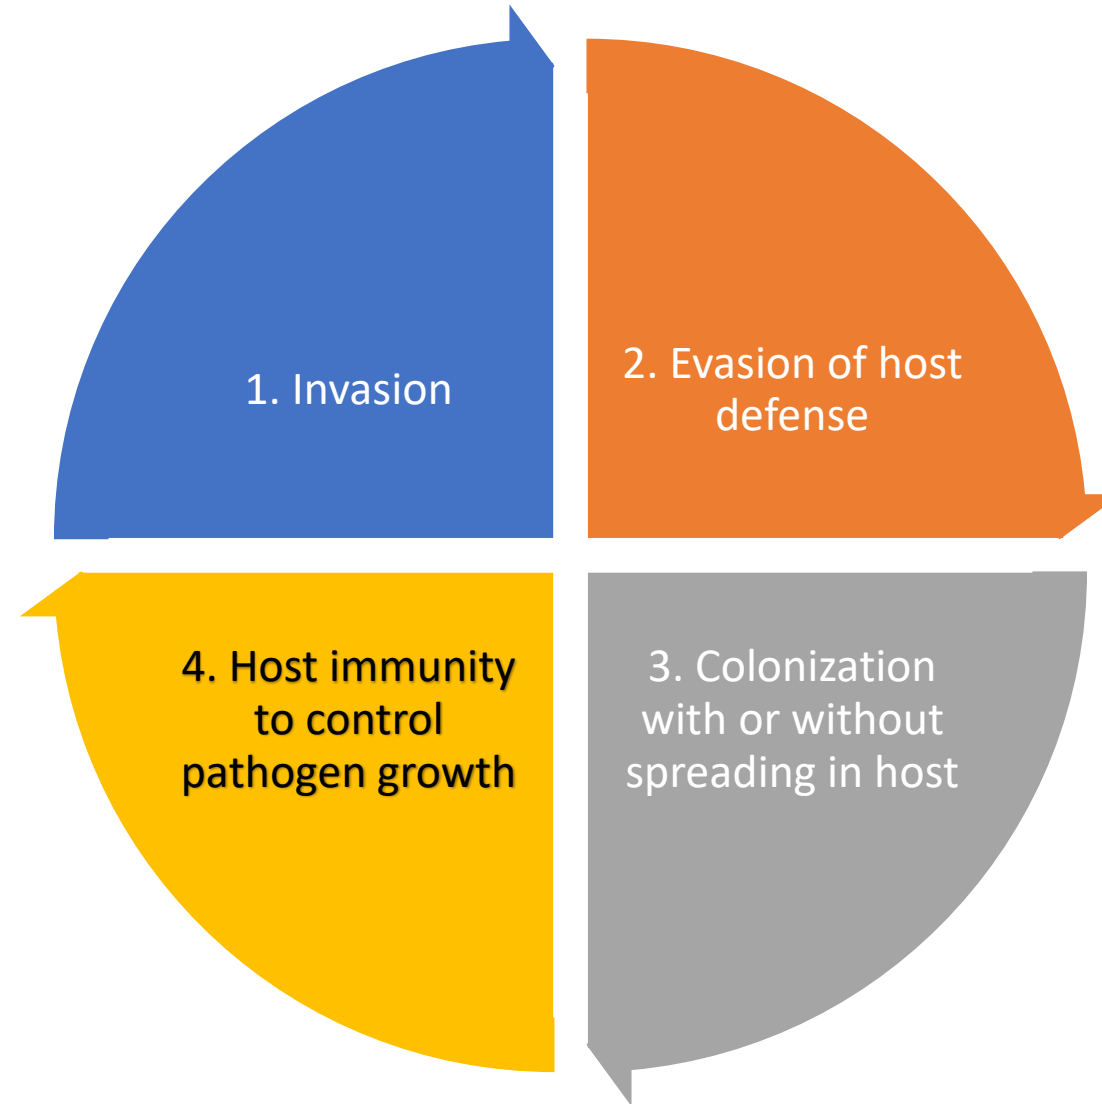 1. Invasion
2. Evasion of host
defense
3. Colonization
with or without
spreading in host
4. Host immunity
to control
pathogen growth